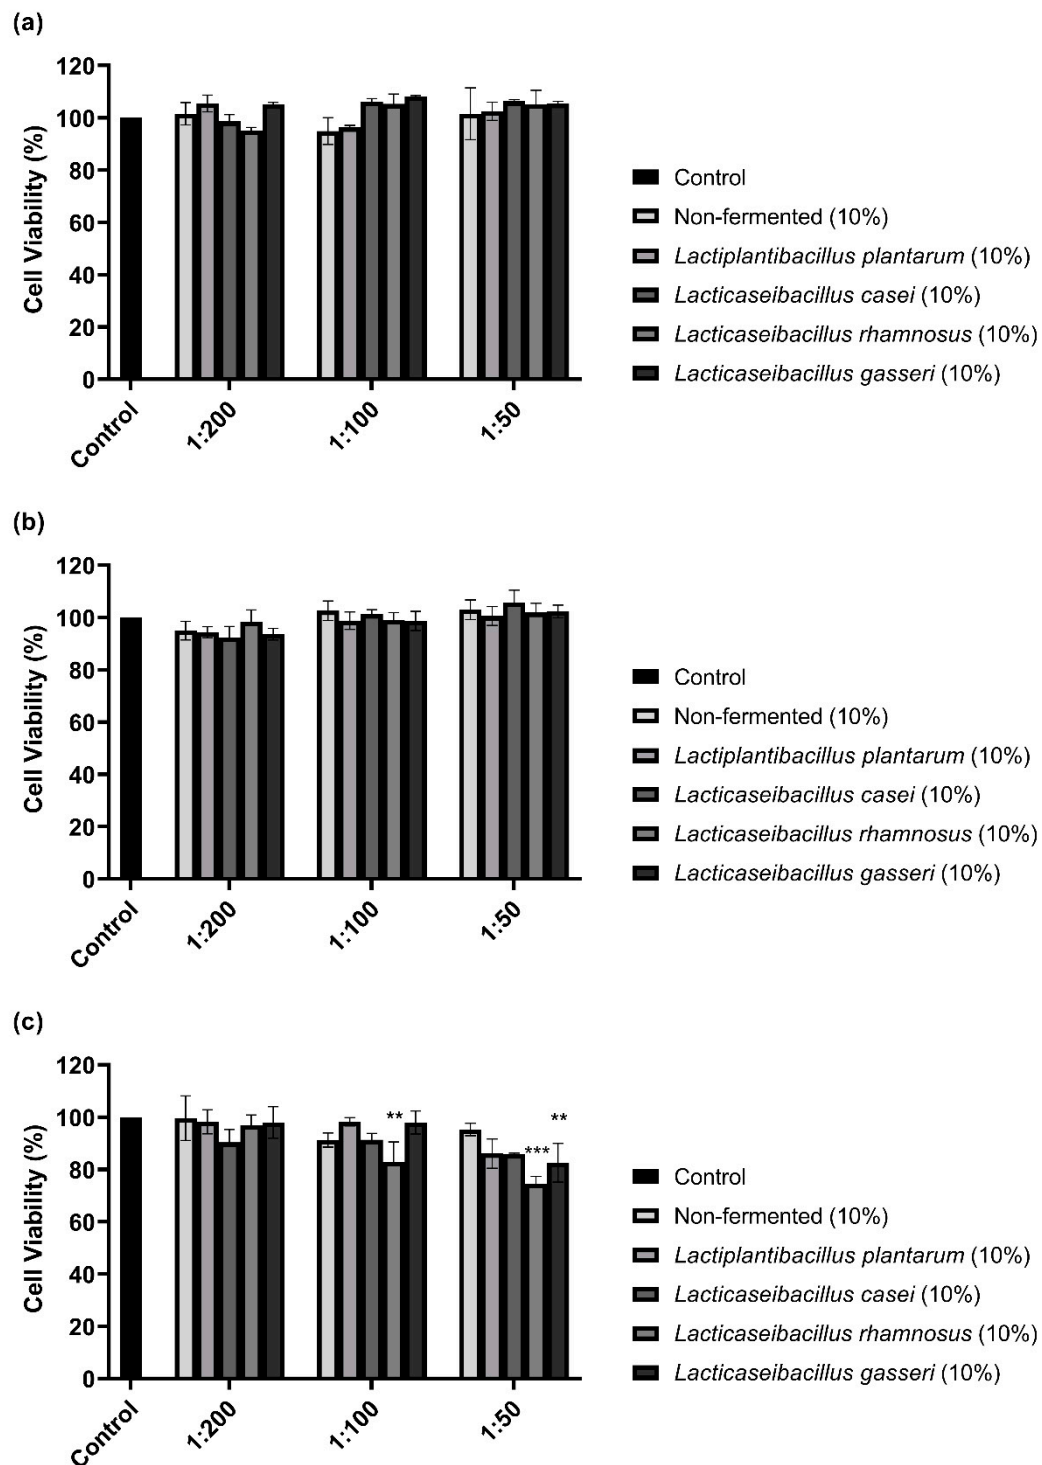 (a)
Cell Viability (%)
120
100
80
60
40
20
0
Control
1:200
1:100
1:50
Control
Non-fermented (10%)
Lactiplantibacillus plantarum (10%)
Lacticaseibacillus casei (10%)
Lacticaseibacillus rhamnosus (10%)
Lacticaseibacillus gasseri (10%)
(b)
Cell Viability (%)
120
100
80
60
40
20
0
Control
1:200
1:100
1:50
Control
Non-fermented (10%)
Lactiplantibacillus plantarum (10%)
Lacticaseibacillus casei (10%)
Lacticaseibacillus rhamnosus (10%)
Lacticaseibacillus gasseri (10%)
(c)
Cell Viability (%)
120
100
80
60
40
20
0
**
***
**
Control
1:200
1:100
1:50
Control
Non-fermented (10%)
Lactiplantibacillus plantarum (10%)
Lacticaseibacillus casei (10%)
Lacticaseibacillus rhamnosus (10%)
Lacticaseibacillus gasseri (10%)